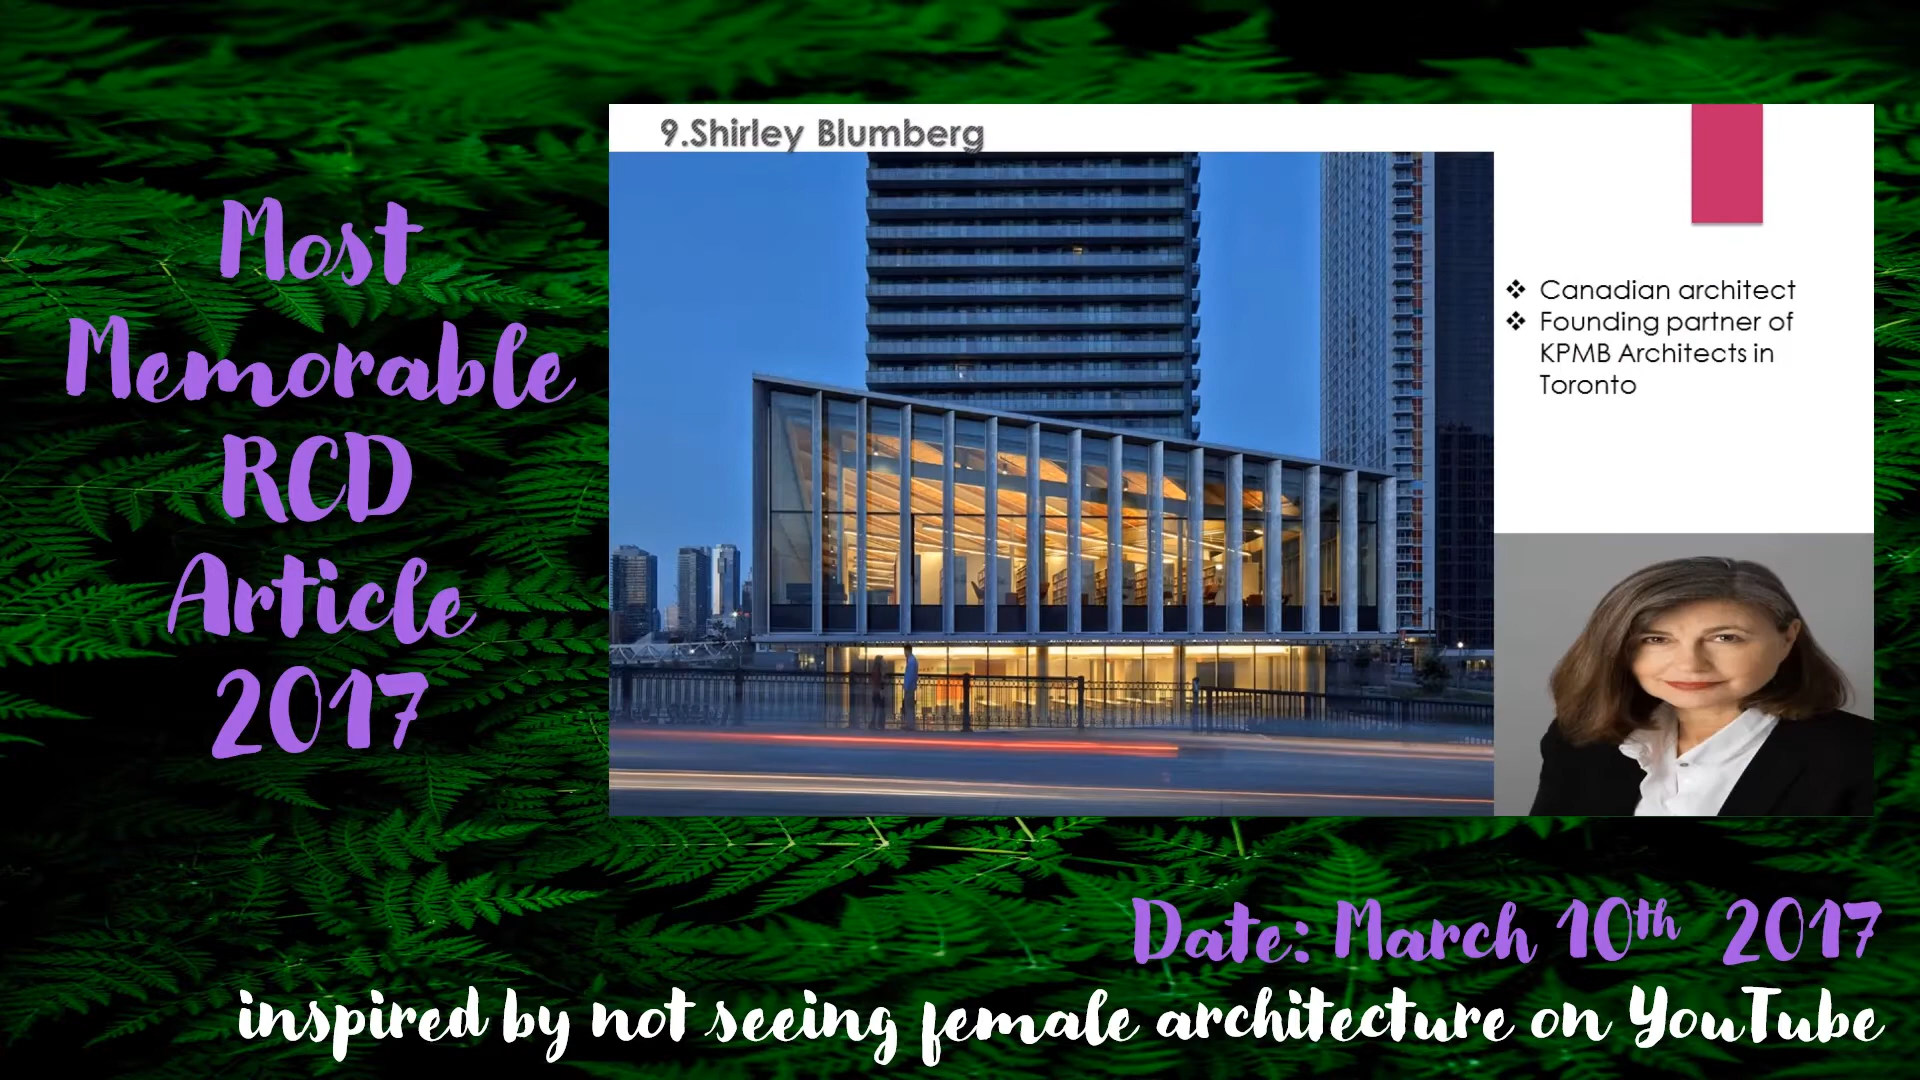 Most
Memorable
RCD
Article
2017
9.Shirley Blumberg
❖ Canadian architect
❖ Founding partner of
KPMB Architects in
Toronto
Date: March 10th 2017
inspired by not seeing female architecture on YouTube